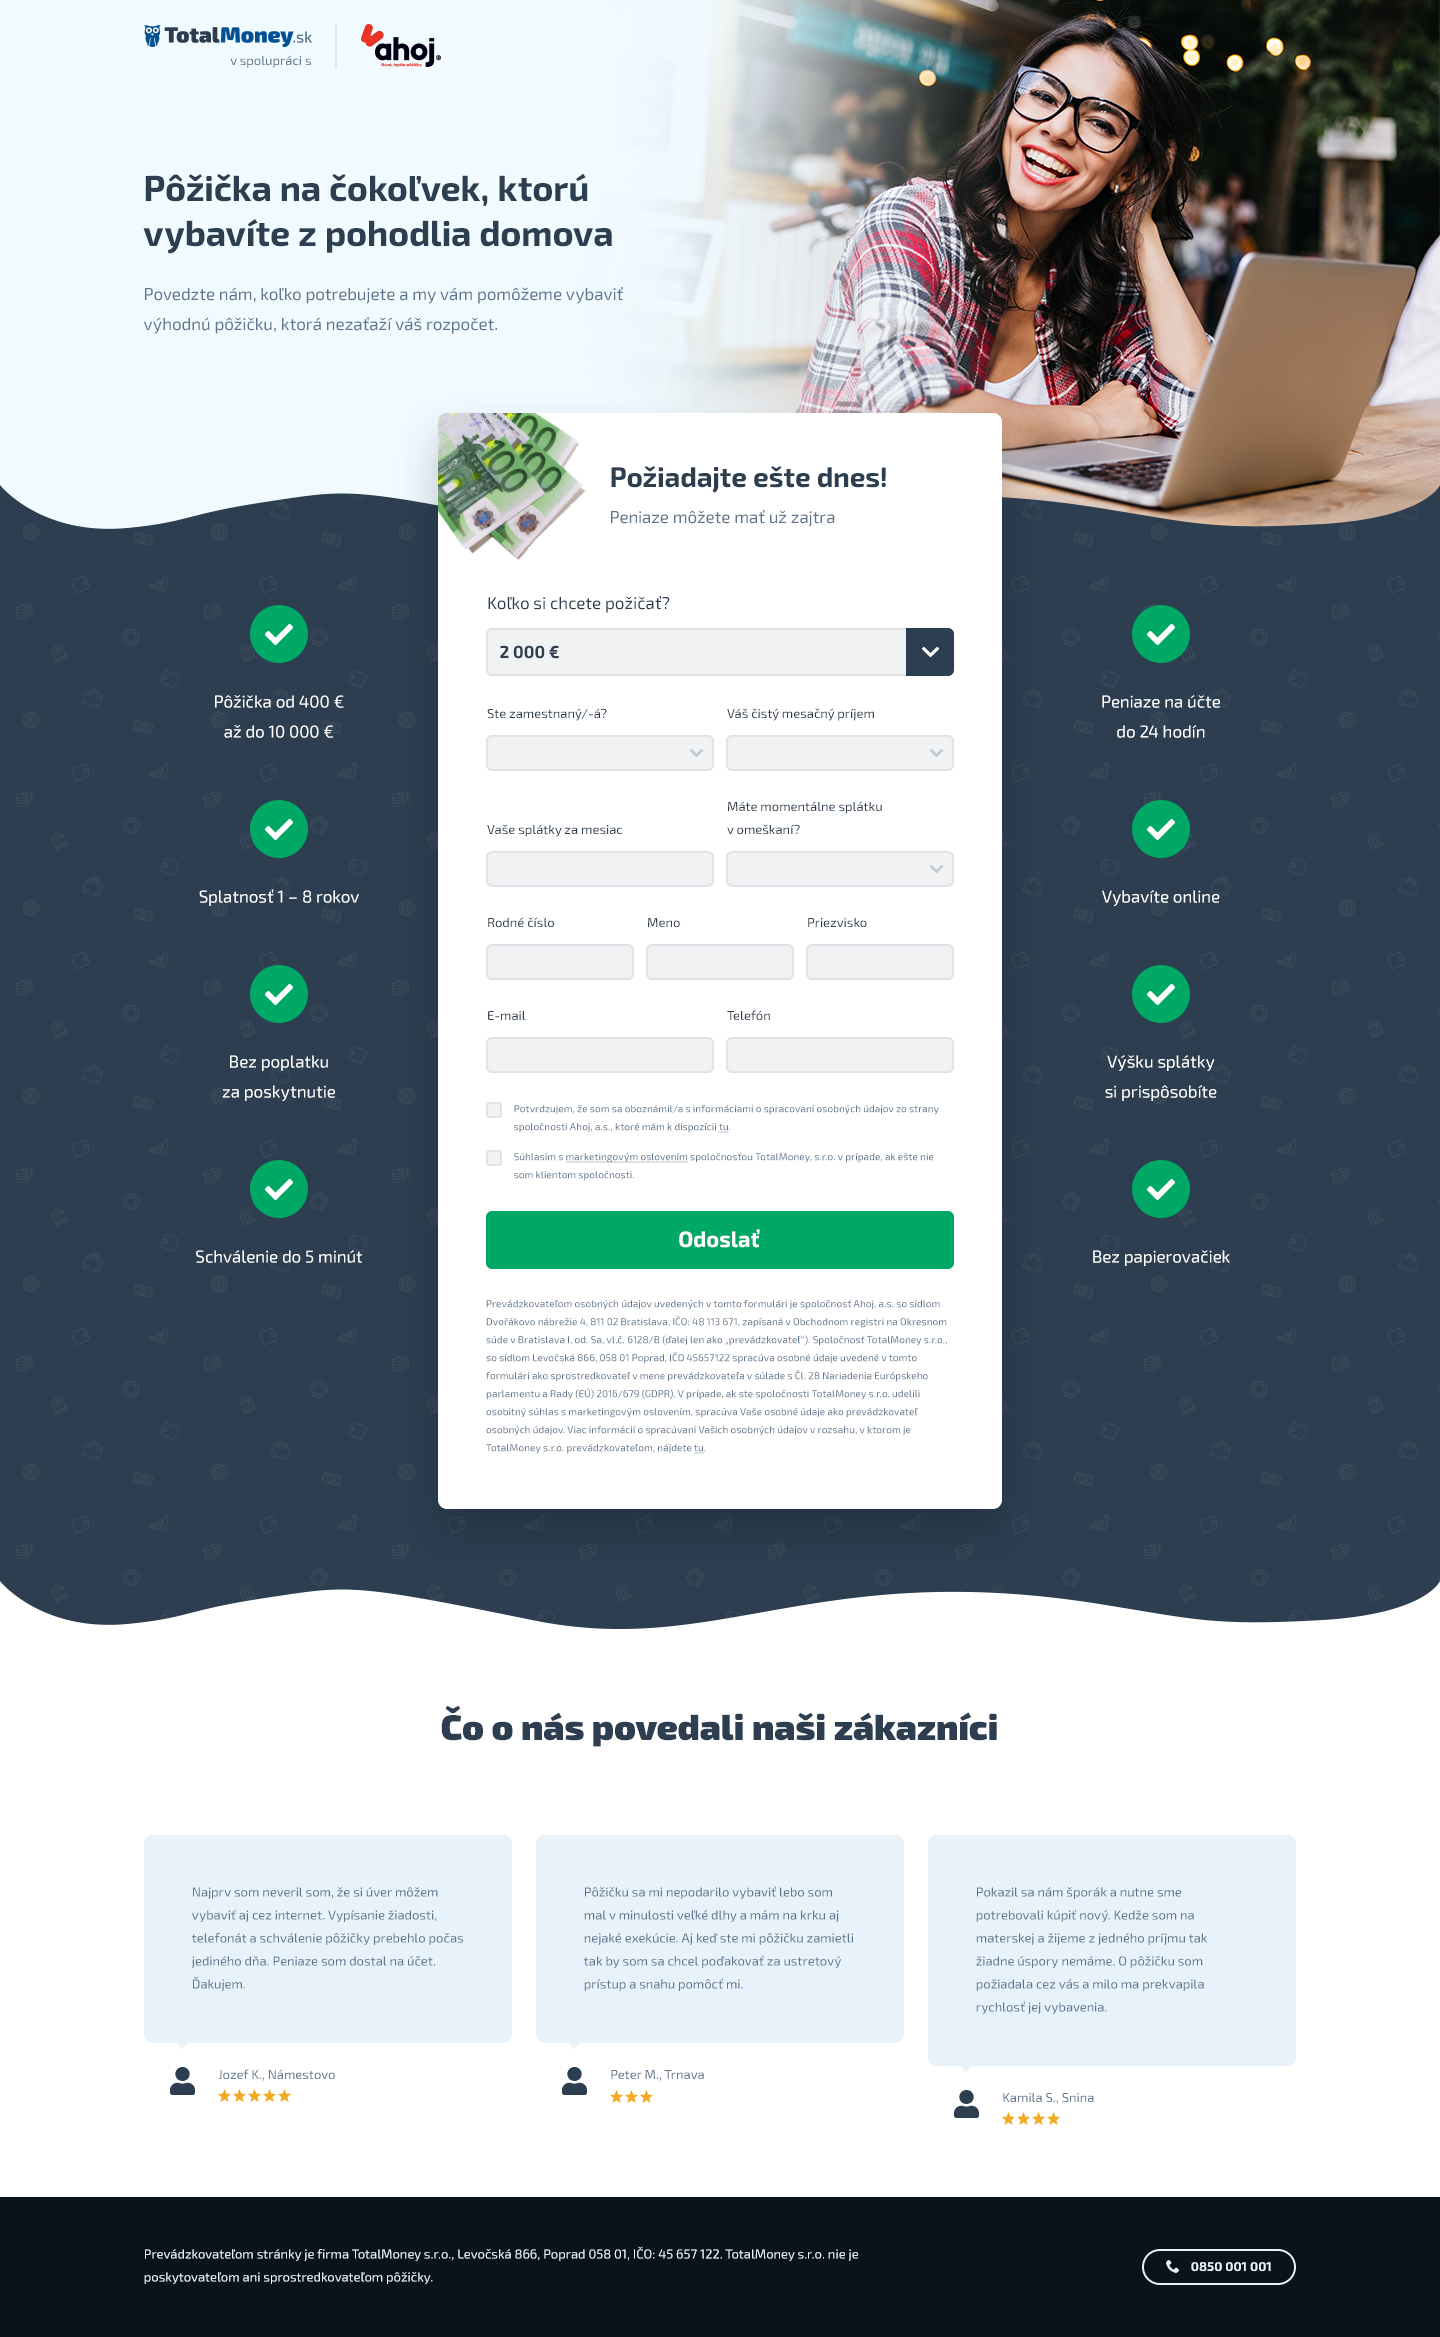 TotalMoney.sk
v spolupráci s
ahoj
Pôžička na čokoľvek, ktorú
vybavíte z pohodlia domova
Povedzte nám, koľko potrebujete a my vám pomôžeme vybaviť
výhodnú pôžičku, ktorá nezaťaží váš rozpočet.
Požiadajte ešte dnes!
Peniaze môžete mať už zajtra
Pôžička od 400 €
až do 10 000 €
Splatnosť 1 – 8 rokov
Bez poplatku
za poskytnutie
Schválenie do 5 minút
Koľko si chcete požičať?
2 000 €
Ste zamestnaný/-á?
Váš čistý mesačný príjem
Vaše splátky za mesiac
Máte momentálne splátku
v omeškaní?
Rodné číslo
Meno
Priezvisko
E-mail
Telefón
Potvrdzujem, že som sa oboznámil/a s informáciami o spracovaní osobných údajov zo strany
spoločnosti Ahoj, a.s., ktoré mám k dispozícii tu.
Súhlasím s marketingovým oslovením spoločnosťou TotalMoney, s.r.o. v prípade, ak ešte nie
som klientom spoločnosti.
Odoslať
Prevádzkovateľom osobných údajov uvedených v tomto formulári je spoločnosť Ahoj, a.s. so sídlom
Dvořákovo nábrežie 4, 811 02 Bratislava, IČO: 48 113 671, zapísaná v Obchodnom registri na Okresnom
súde v Bratislava I, od. Sa, vl.č. 6128/B (ďalej len ako „prevádzkovateľ“). Spoločnosť TotalMoney s.r.o.,
so sídlom Levočská 866, 058 01 Poprad, IČO 45657122 spracúva osobné údaje uvedené v tomto
formulári ako sprostredkovateľ v mene prevádzkovateľa v súlade s Čl. 28 Nariadenia Európskeho
parlamentu a Rady (EÚ) 2016/679 (GDPR). V prípade, ak ste spoločnosti TotalMoney s.r.o. udelili
osobitný súhlas s marketingovým oslovením, spracúva Vaše osobné údaje ako prevádzkovateľ
osobných údajov. Viac informácií o spracúvaní Vašich osobných údajov v rozsahu, v ktorom je
TotalMoney s.r.o. prevádzkovateľom, nájdete tu.
Peniaze na účte
do 24 hodín
Vybavíte online
Výšku splátky
si prispôsobíte
Bez papierovačiek
Čo o nás povedali naši zákazníci
Najprv som neveril som, že si úver môžem
vybaviť aj cez internet. Vypísanie žiadosti,
telefonát a schválenie pôžičky prebehlo počas
jediného dňa. Peniaze som dostal na účet.
Ďakujem.
Jozef K., Námestovo
Pôžičku sa mi nepodarilo vybaviť lebo som
mal v minulosti veľké dlhy a mám na krku aj
nejaké exekúcie. Aj keď ste mi pôžičku zamietli
tak by som sa chcel poďakovať za ustretový
prístup a snahu pomôcť mi.
Peter M., Trnava
Pokazil sa nám šporák a nutne sme
potrebovali kúpiť nový. Kedže som na
materskej a žijeme z jedného príjmu tak
žiadne úspory nemáme. O pôžičku som
požiadala cez vás a milo ma prekvapila
rychlosť jej vybavenia.
Kamila S., Snina
Prevádzkovateľom stránky je firma TotalMoney s.r.o., Levočská 866, Poprad 058 01, IČO: 45 657 122. TotalMoney s.r.o. nie je
poskytovateľom ani sprostredkovateľom pôžičky.
0850 001 001